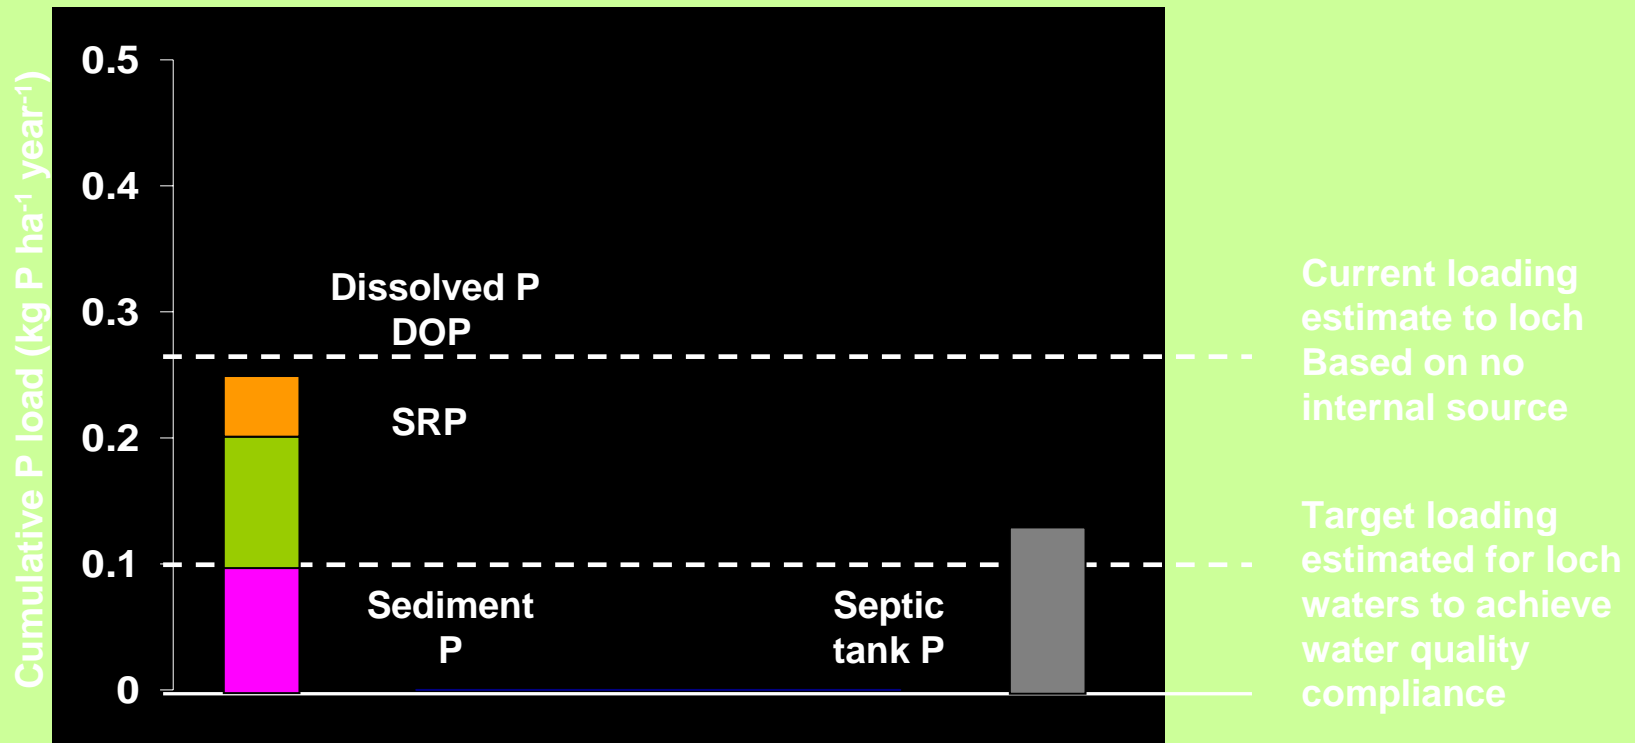 Cumulative P load (kg P ha-1 year-1)
0.5
0.4
0.3
0.2
0.1
0
Dissolved P
DOP
SRP
Sediment
P
Septic
tank P
Current loading
estimate to loch
Based on no
internal source
Target loading
estimated for loch
waters to achieve
water quality
compliance